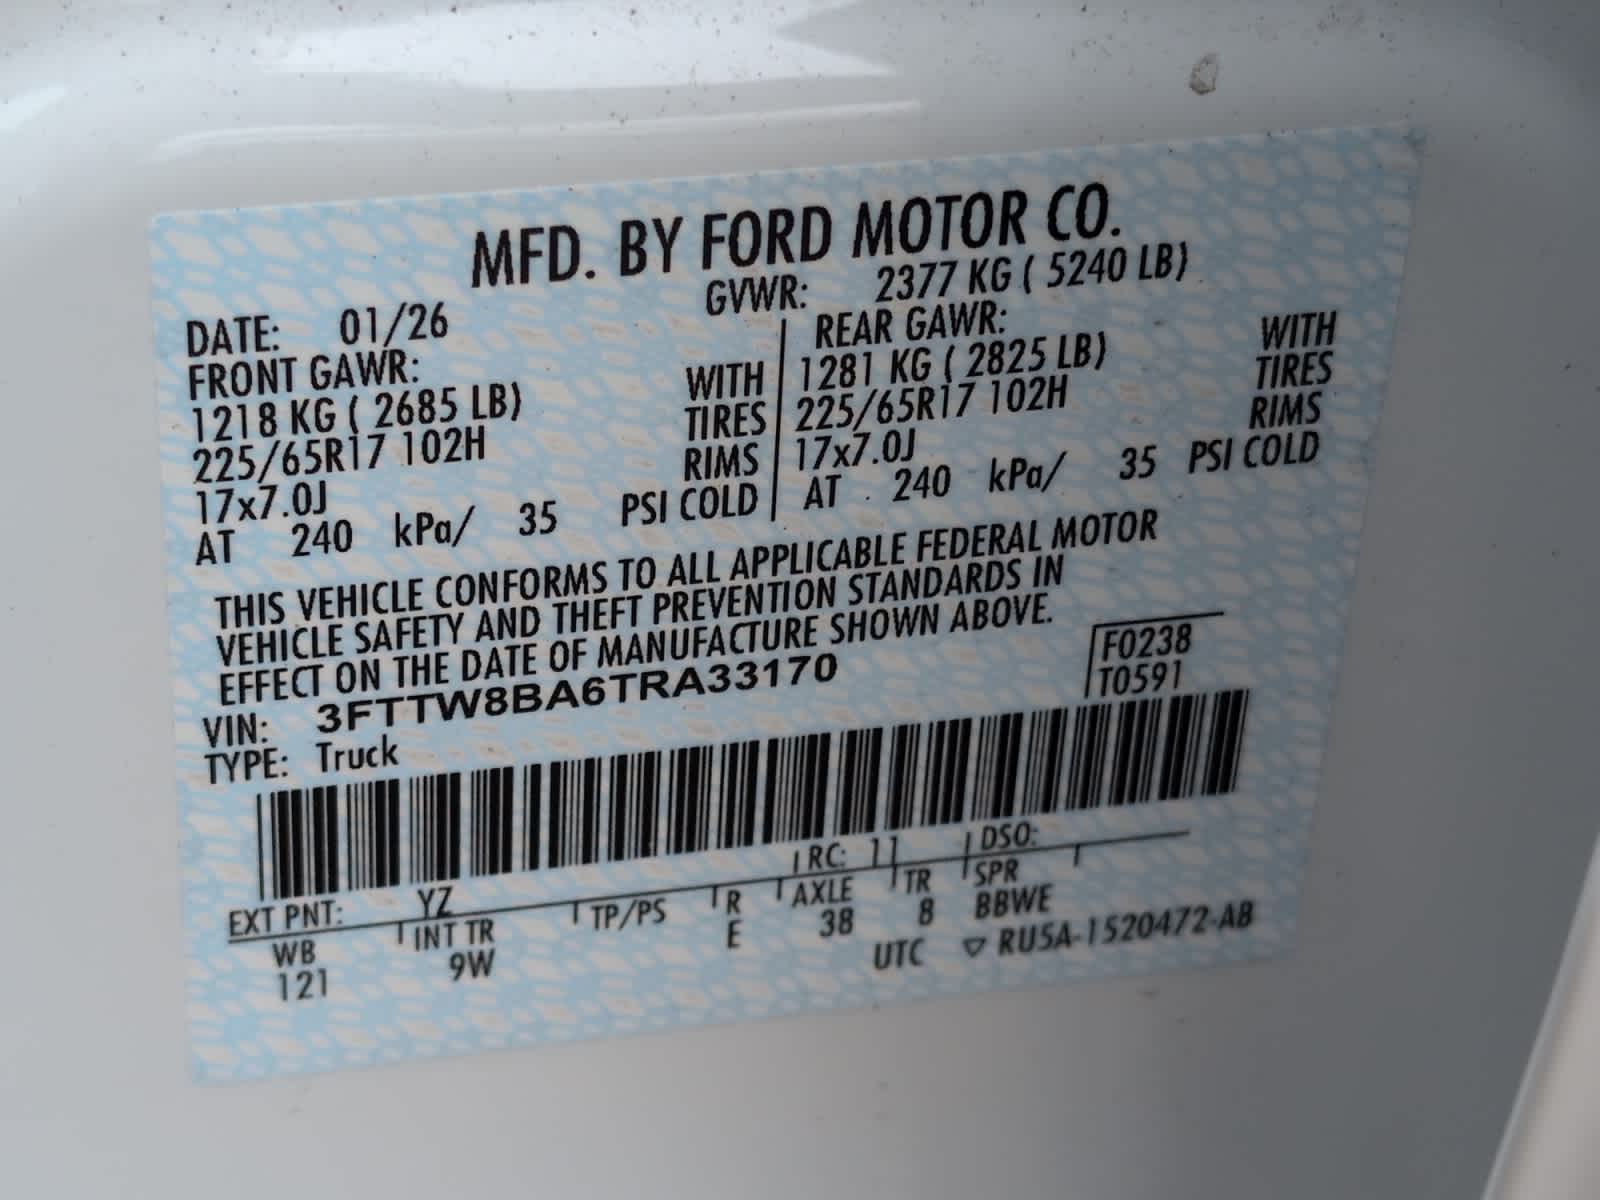 MFD. BY FORD MOTOR CO.
DATE: 01/26 GVWR: 2377 KG ( 5240 LB)
FRONT GAWR: REAR GAWR:
1218 KG ( 2685 LB) WITH 1281 KG ( 2825 LB) WITH
225/65R17 102H TIRES 225/65R17 102H TIRES
17x7.0J RIMS 17x7.0J RIMS
AT 240 kPa/ 35 PSI COLD AT 240 kPa/ 35 PSI COLD
THIS VEHICLE CONFORMS TO ALL APPLICABLE FEDERAL MOTOR
VEHICLE SAFETY AND THEFT PREVENTION STANDARDS IN
EFFECT ON THE DATE OF MANUFACTURE SHOWN ABOVE.
F0238
VIN: 3FTTW8BA6TRA33170 T0591
TYPE: Truck
EXT PNT: YZ RC: 11 DSO:
WB INT TR TP/PS R AXLE TR SPR
121 9W E 38 8 BBWE
UTC ▽ RU5A-1520472-AB